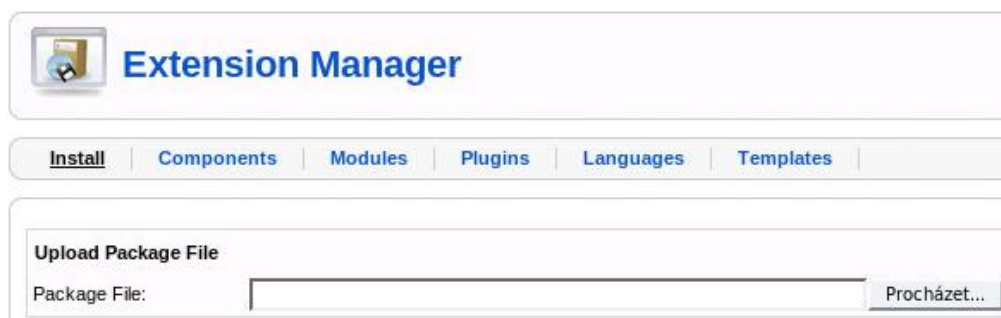 Extension Manager
Install Components Modules Plugins Languages Templates
Upload Package File
Package File: Procházet...